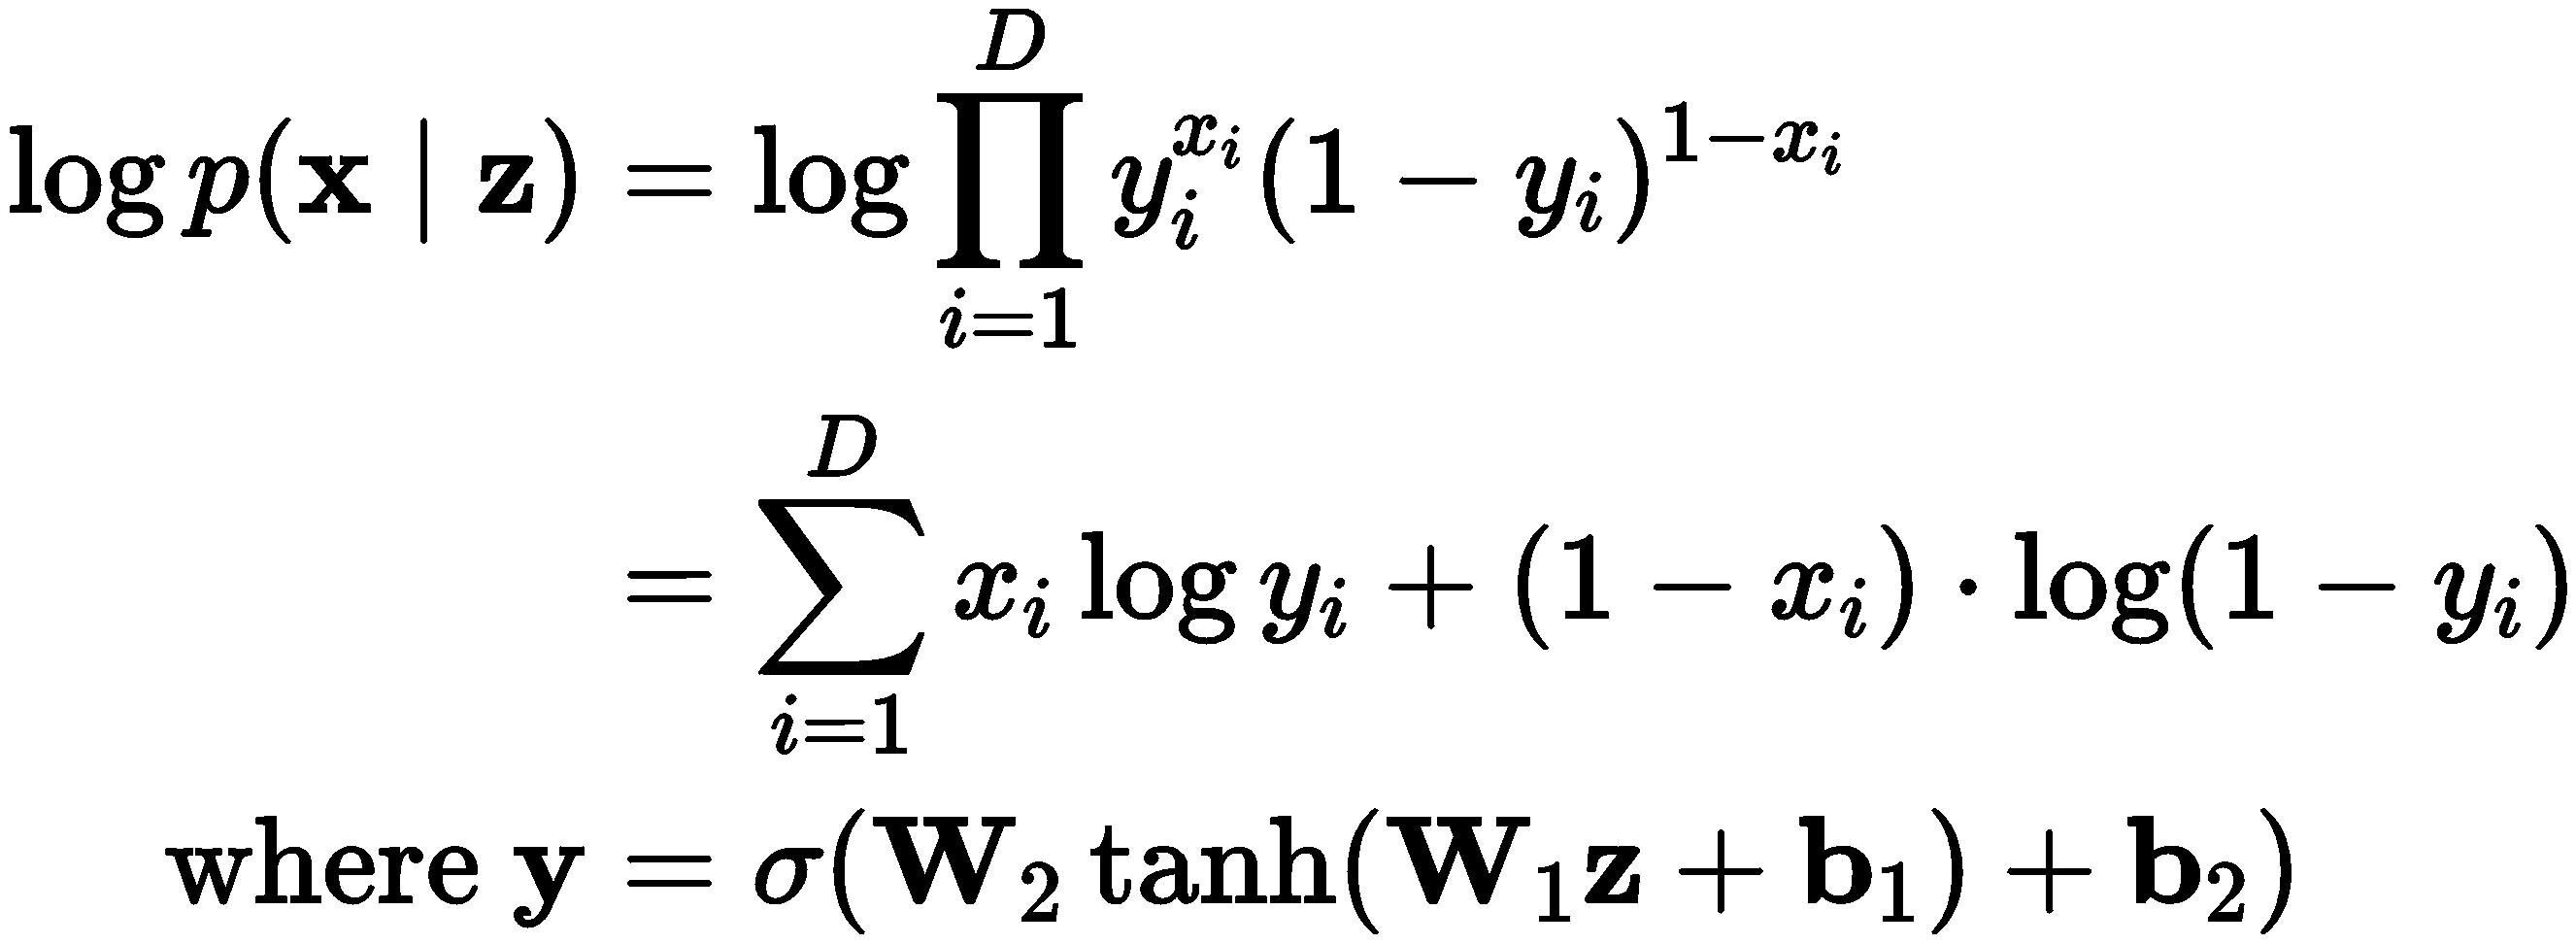 log p(𝐱 | 𝐳) = log ∏_{i=1}^{D} y_i^{x_i} (1 − y_i)^{1−x_i}
= ∑_{i=1}^{D} x_i log y_i + (1 − x_i) · log(1 − y_i)
where 𝐲 = σ(𝐖_2 tanh(𝐖_1 𝐳 + 𝐛_1) + 𝐛_2)